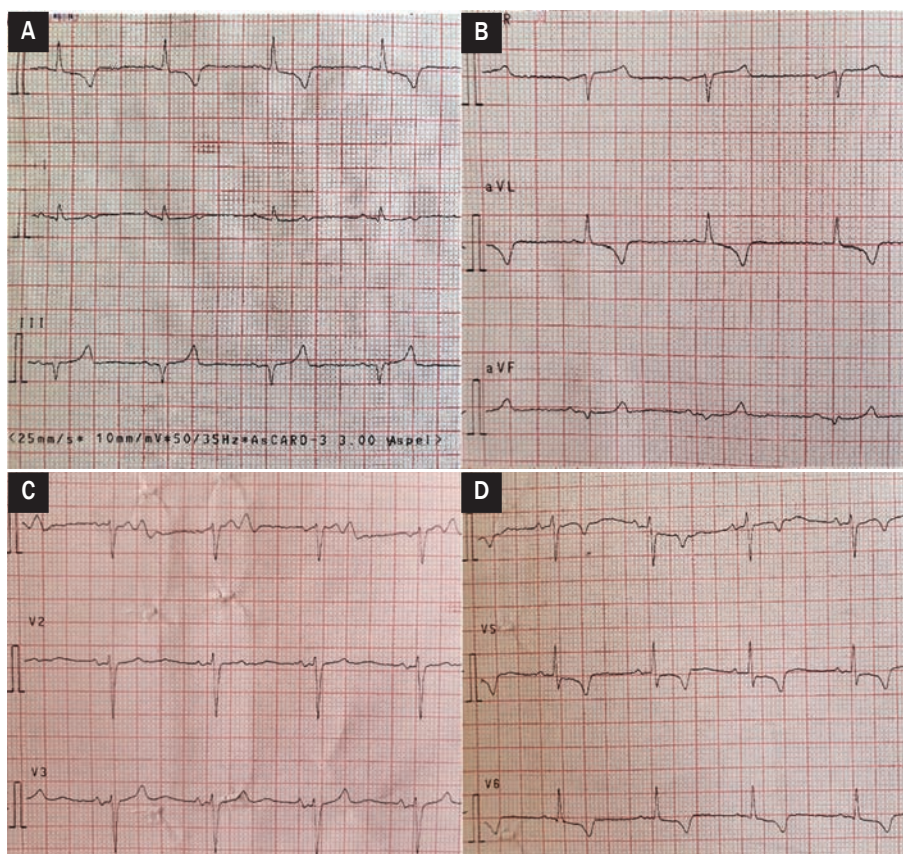 A
B
R
aVL
III
aVF
<25mm/s* 10mm/mV*50/35Hz*AsCARD-3 3.00 Aspel>
C
D
V2
V5
V3
V6